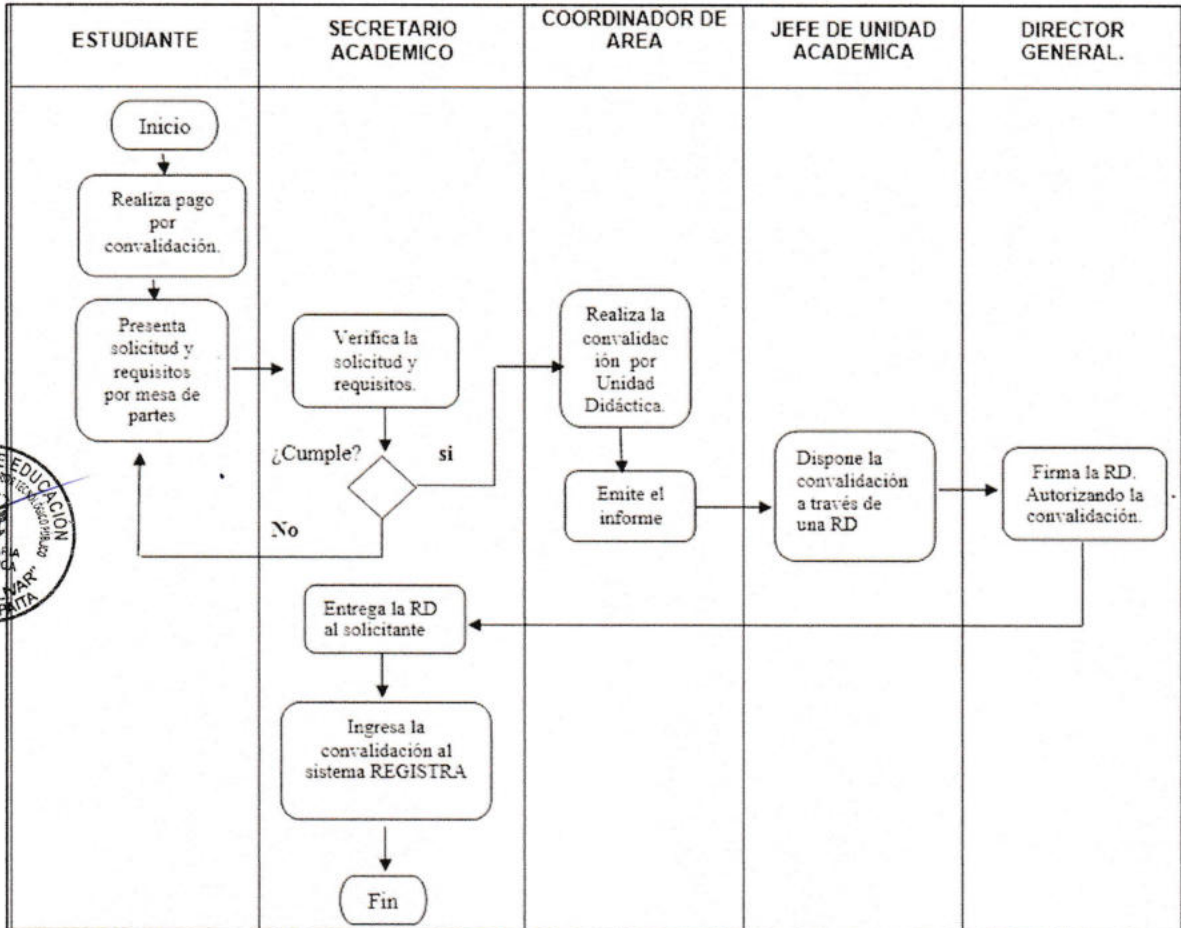 ESTUDIANTE
SECRETARIO
ACADEMICO
COORDINADOR DE
AREA
JEFE DE UNIDAD
ACADEMICA
DIRECTOR
GENERAL.
Inicio
Realiza pago
por
convalidación.
Presenta
solicitud y
requisitos
por mesa de
partes
Verifica la
solicitud y
requisitos.
¿Cumple?
si
No
Realiza la
convalidac
ión por
Unidad
Didáctica.
Emite el
informe
Dispone la
convalidación
a través de
una RD
Firma la RD.
Autorizando la
convalidación.
Entrega la RD
al solicitante
Ingresa la
convalidación al
sistema REGISTRA
Fin
EDUCACIÓN
PAITA